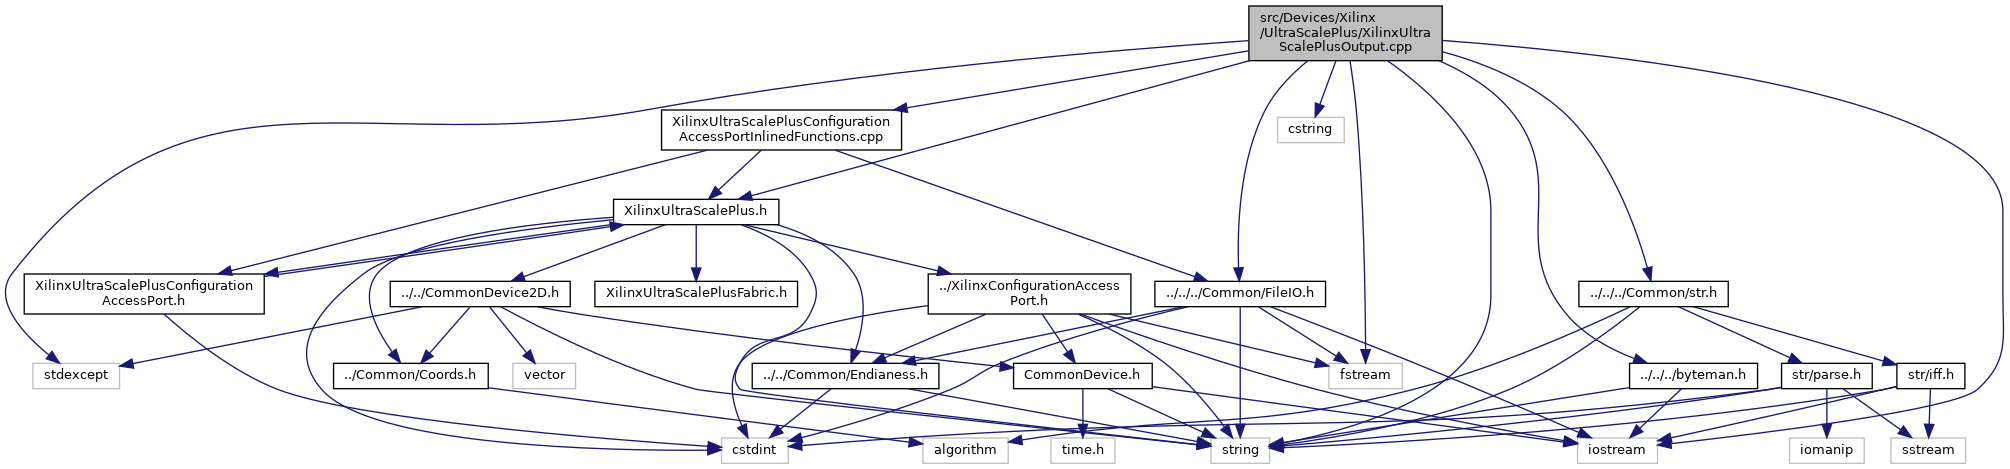 src/Devices/Xilinx
/UltraScalePlus/XilinxUltra
ScalePlusOutput.cpp
XilinxUltraScalePlusConfiguration
AccessPortInlinedFunctions.cpp
cstring
XilinxUltraScalePlus.h
XilinxUltraScalePlusConfiguration
AccessPort.h
../../CommonDevice2D.h
XilinxUltraScalePlusFabric.h
../XilinxConfigurationAccess
Port.h
../../../Common/FileIO.h
../../../Common/str.h
stdexcept
../Common/Coords.h
vector
../../Common/Endianess.h
CommonDevice.h
fstream
../../../byteman.h
str/parse.h
str/iff.h
cstdint
algorithm
time.h
string
iostream
iomanip
sstream